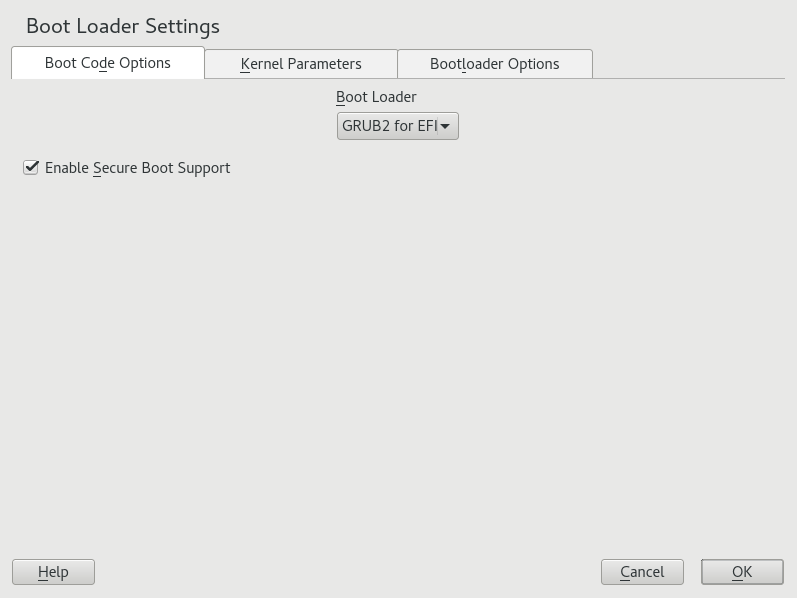 Boot Loader Settings
Boot Code Options Kernel Parameters Bootloader Options
Boot Loader
GRUB2 for EFI
Enable Secure Boot Support
Help Cancel OK